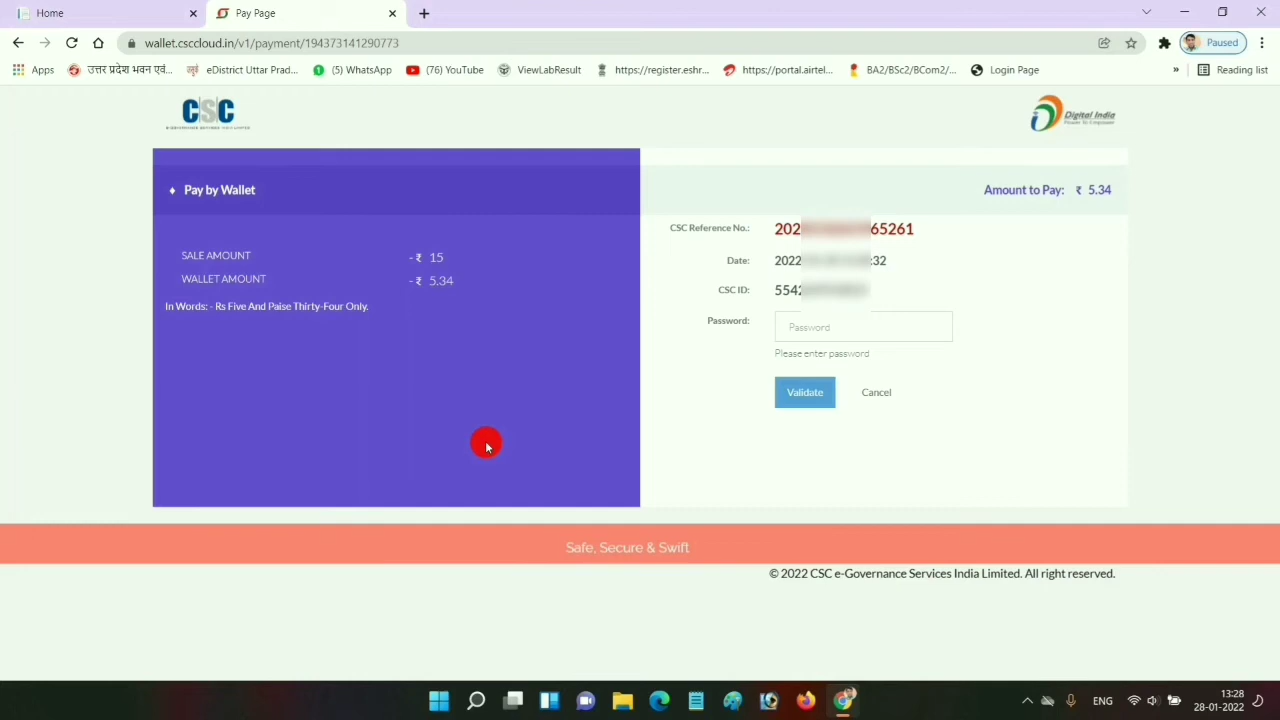 Home
Pay Page
wallet.csccloud.in/v1/payment/194373141290773
Paused
Apps
उत्तर प्रदेश भवन एवं...
eDistrict Uttar Prad...
(5) WhatsApp
(76) YouTube
ViewLabResult
https://register.eshr...
https://portal.airtel...
BA2/BSc2/BCom2/...
Login Page
»
Reading list
CSC
Digital India
Power To Empower
Pay by Wallet
Amount to Pay: ₹ 5.34
SALE AMOUNT - ₹ 15
WALLET AMOUNT - ₹ 5.34
In Words: - Rs Five And Paise Thirty-Four Only.
CSC Reference No.: 202 65261
Date: 2022 :32
CSC ID: 554
Password: Password
Please enter password
Validate Cancel
Safe, Secure & Swift
© 2022 CSC e-Governance Services India Limited. All right reserved.
ENG
13:28
28-01-2022